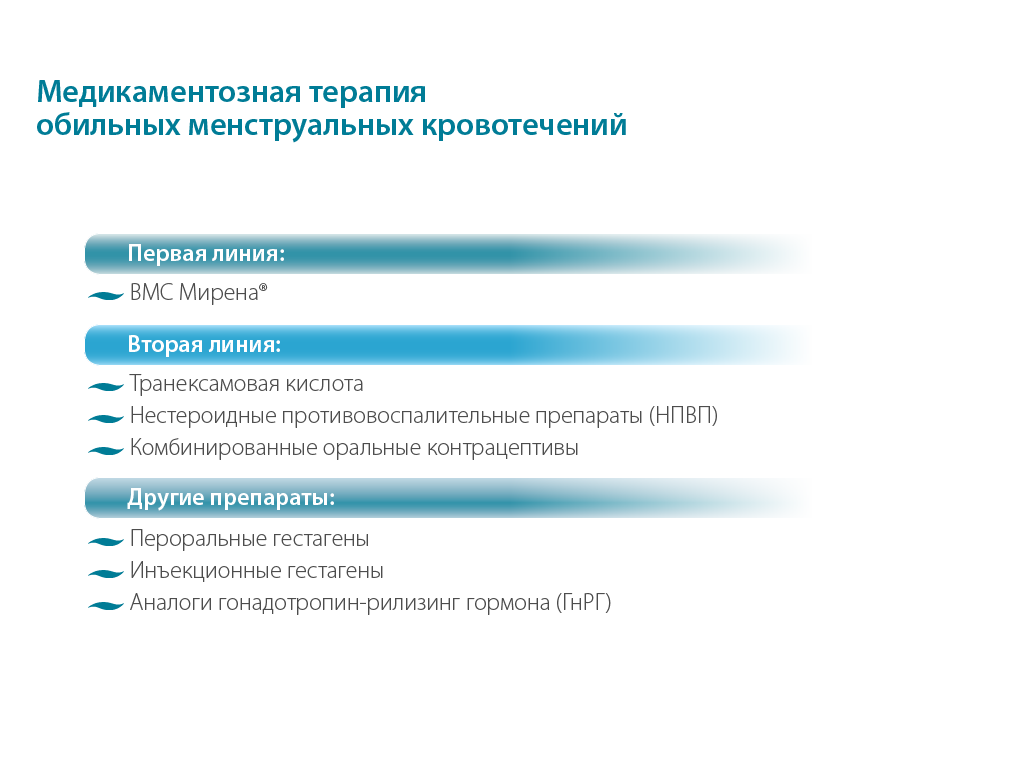 Медикаментозная терапия
обильных менструальных кровотечений
Первая линия:
ВМС Мирена®
Вторая линия:
Транексамовая кислота
Нестероидные противовоспалительные препараты (НПВП)
Комбинированные оральные контрацептивы
Другие препараты:
Пероральные гестагены
Инъекционные гестагены
Аналоги гонадотропин-рилизинг гормона (ГнРГ)